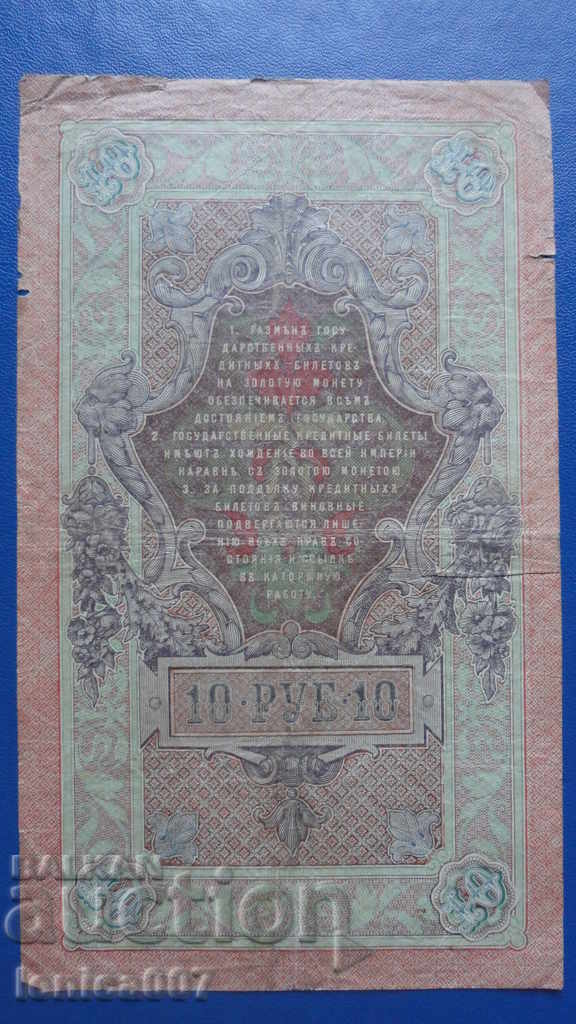 1. РАЗМѢНЪ ГОСУ
ДАРСТВЕННЫХЪ КРЕ-
ДИТНЫХЪ БИЛЕТОВЪ
НА ЗОЛОТУЮ МОНЕТУ
ОБЕЗПЕЧИВАЕТСЯ ВСѢМЪ
ДОСТОЯНІЕМЪ ГОСУДАРСТВА.
2. ГОСУДАРСТВЕННЫЕ КРЕДИТНЫЕ БИЛЕТЫ
ИМѢЮТЪ ХОЖДЕНІЕ ВО ВСЕЙ ИМПЕРІИ
НАРАВНѢ СЪ ЗОЛОТОЮ МОНЕТОЮ.
3. ЗА ПОДДѢЛКУ КРЕДИТНЫХЪ
БИЛЕТОВЪ ВИНОВНЫЕ
ПОДВЕРГАЮТСЯ ЛИШЕ-
НІЮ ВСѢХЪ ПРАВЪ СО-
СТОЯНІЯ И ССЫЛКѢ
ВЪ КАТОРЖНУЮ
РАБОТУ.
10·РУБ·10
BALKAN
auction
lenica007